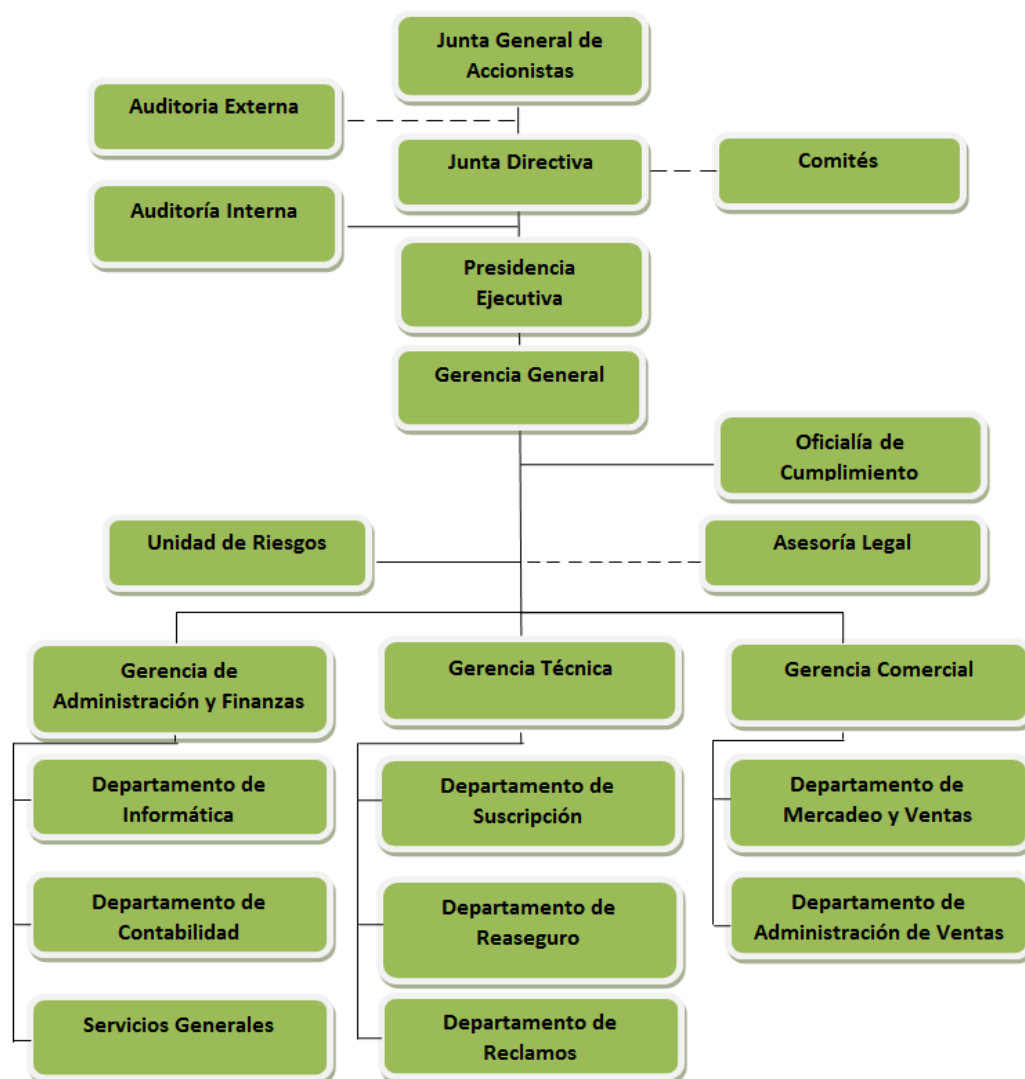 Junta General de
Accionistas
Auditoria Externa
Junta Directiva
Comités
Auditoría Interna
Presidencia
Ejecutiva
Gerencia General
Oficialía de
Cumplimiento
Unidad de Riesgos
Asesoría Legal
Gerencia de
Administración y Finanzas
Gerencia Técnica
Gerencia Comercial
Departamento de
Informática
Departamento de
Suscripción
Departamento de
Mercadeo y Ventas
Departamento de
Contabilidad
Departamento de
Reaseguro
Departamento de
Administración de Ventas
Servicios Generales
Departamento de
Reclamos